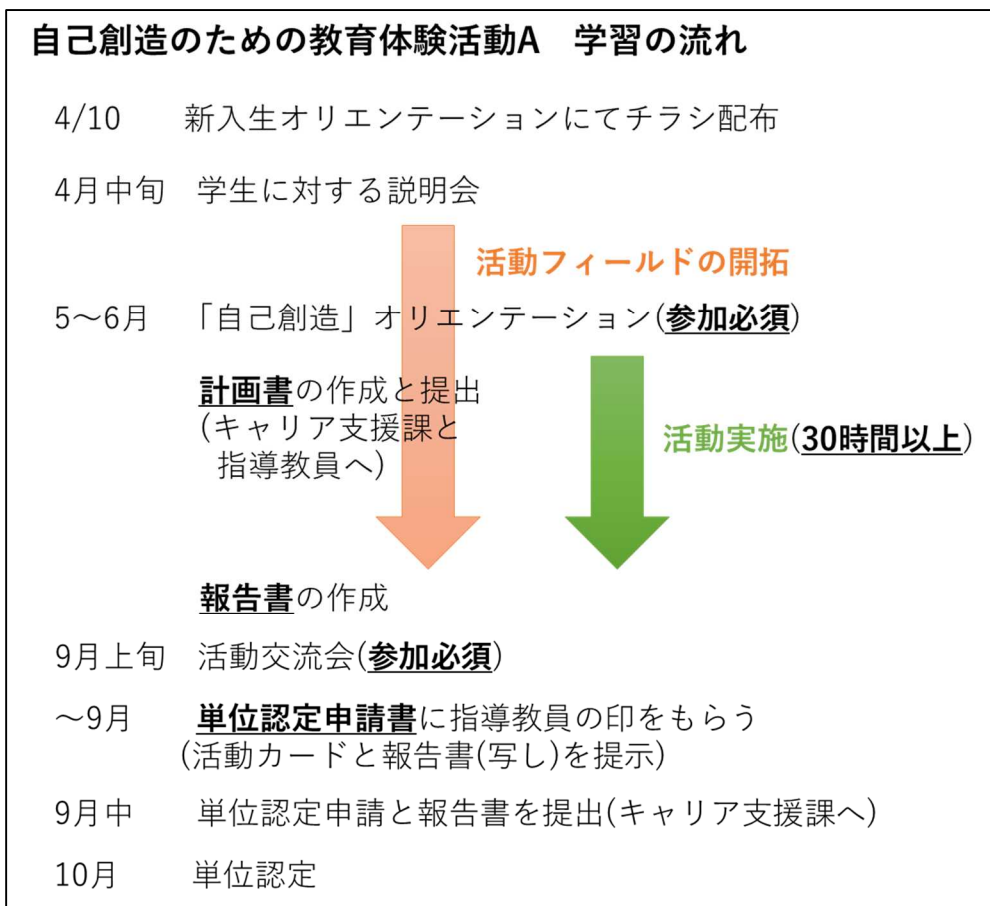 自己創造のための教育体験活動A　学習の流れ
4/10　新入生オリエンテーションにてチラシ配布
4月中旬　学生に対する説明会
活動フィールドの開拓
5～6月　「自己創造」オリエンテーション(参加必須)
計画書の作成と提出
(キャリア支援課と
指導教員へ)
活動実施(30時間以上)
報告書の作成
9月上旬　活動交流会(参加必須)
～9月　単位認定申請書に指導教員の印をもらう
(活動カードと報告書(写し)を提示)
9月中　単位認定申請と報告書を提出(キャリア支援課へ)
10月　単位認定